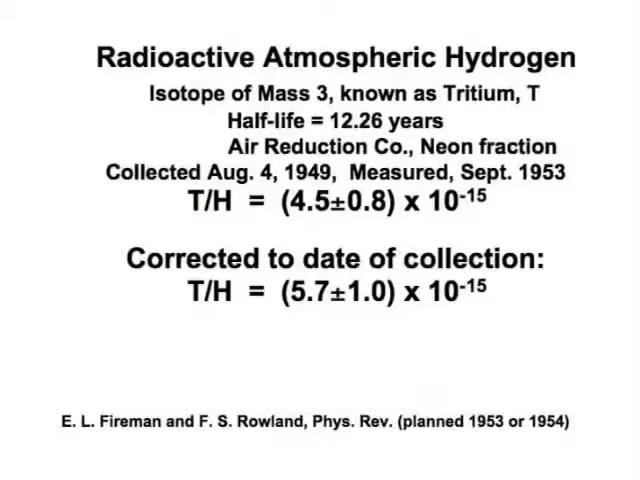 Radioactive Atmospheric Hydrogen
Isotope of Mass 3, known as Tritium, T
Half-life = 12.26 years
Air Reduction Co., Neon fraction
Collected Aug. 4, 1949, Measured, Sept. 1953
T/H = (4.5±0.8) x 10⁻¹⁵
Corrected to date of collection:
T/H = (5.7±1.0) x 10⁻¹⁵
E. L. Fireman and F. S. Rowland, Phys. Rev. (planned 1953 or 1954)